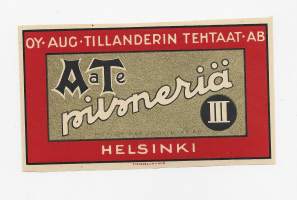 OY·AUG·TILLANDERIN TEHTAAT·AB
AaTe
pilsneriä
III
HELSINKI